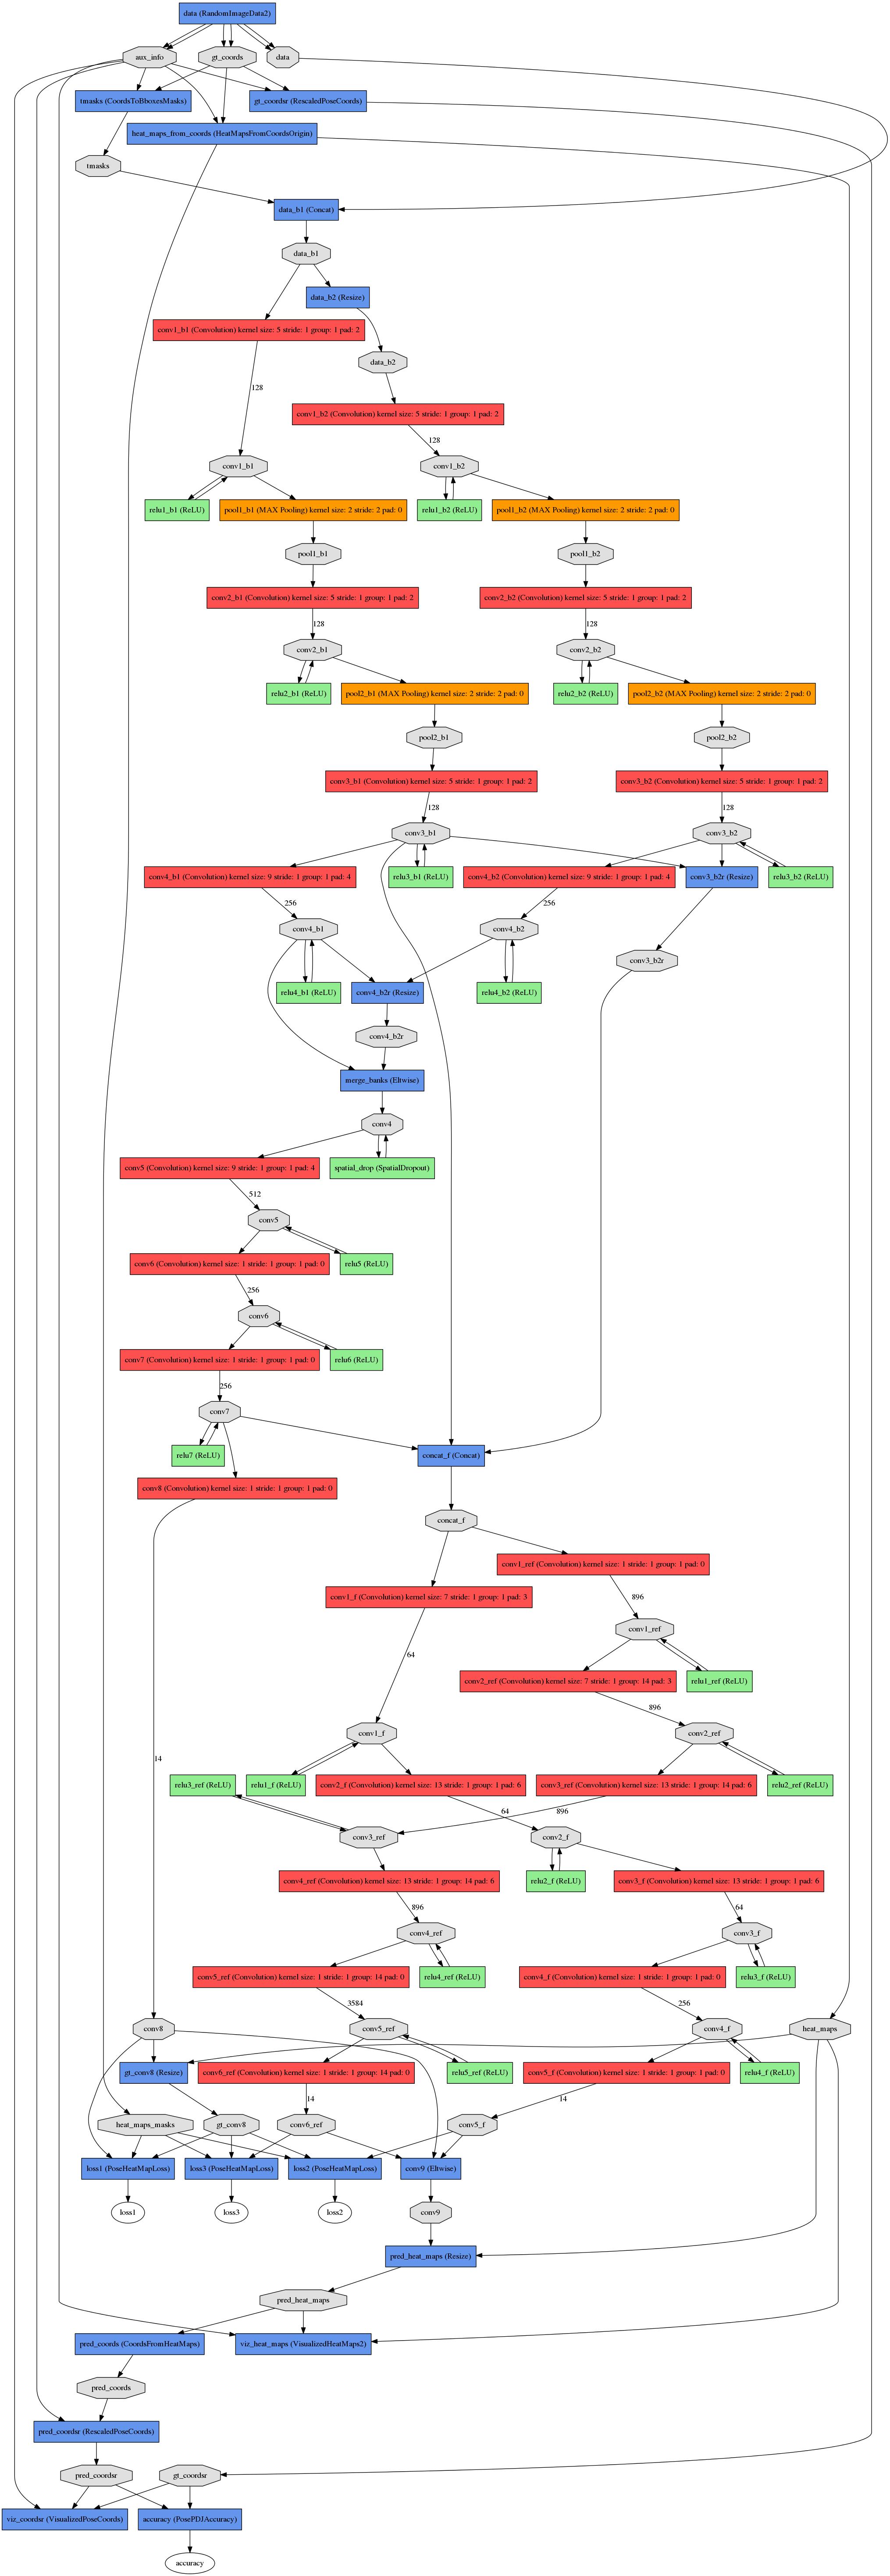 data (RandomImageData2)
aux_info
gt_coords
data
tmasks (CoordsToBboxesMasks)
gt_coordsr (RescaledPoseCoords)
heat_maps_from_coords (HeatMapsFromCoordsOrigin)
tmasks
data_b1 (Concat)
data_b1
data_b2 (Resize)
conv1_b1 (Convolution) kernel size: 5 stride: 1 group: 1 pad: 2
data_b2
128
conv1_b2 (Convolution) kernel size: 5 stride: 1 group: 1 pad: 2
128
conv1_b1
conv1_b2
relu1_b1 (ReLU)
pool1_b1 (MAX Pooling) kernel size: 2 stride: 2 pad: 0
relu1_b2 (ReLU)
pool1_b2 (MAX Pooling) kernel size: 2 stride: 2 pad: 0
pool1_b1
pool1_b2
conv2_b1 (Convolution) kernel size: 5 stride: 1 group: 1 pad: 2
conv2_b2 (Convolution) kernel size: 5 stride: 1 group: 1 pad: 2
128
128
conv2_b1
conv2_b2
relu2_b1 (ReLU)
pool2_b1 (MAX Pooling) kernel size: 2 stride: 2 pad: 0
relu2_b2 (ReLU)
pool2_b2 (MAX Pooling) kernel size: 2 stride: 2 pad: 0
pool2_b1
pool2_b2
conv3_b1 (Convolution) kernel size: 5 stride: 1 group: 1 pad: 2
conv3_b2 (Convolution) kernel size: 5 stride: 1 group: 1 pad: 2
128
128
conv3_b1
conv3_b2
conv4_b1 (Convolution) kernel size: 9 stride: 1 group: 1 pad: 4
relu3_b1 (ReLU)
conv4_b2 (Convolution) kernel size: 9 stride: 1 group: 1 pad: 4
conv3_b2r (Resize)
relu3_b2 (ReLU)
256
256
conv4_b1
conv4_b2
conv3_b2r
relu4_b1 (ReLU)
conv4_b2r (Resize)
relu4_b2 (ReLU)
conv4_b2r
merge_banks (Eltwise)
conv4
conv5 (Convolution) kernel size: 9 stride: 1 group: 1 pad: 4
spatial_drop (SpatialDropout)
512
conv5
conv6 (Convolution) kernel size: 1 stride: 1 group: 1 pad: 0
relu5 (ReLU)
256
conv6
conv7 (Convolution) kernel size: 1 stride: 1 group: 1 pad: 0
relu6 (ReLU)
256
conv7
relu7 (ReLU)
concat_f (Concat)
conv8 (Convolution) kernel size: 1 stride: 1 group: 1 pad: 0
concat_f
conv1_ref (Convolution) kernel size: 1 stride: 1 group: 1 pad: 0
conv1_f (Convolution) kernel size: 7 stride: 1 group: 1 pad: 3
896
conv1_ref
64
conv2_ref (Convolution) kernel size: 7 stride: 1 group: 14 pad: 3
relu1_ref (ReLU)
896
conv1_f
conv2_ref
14
relu3_ref (ReLU)
relu1_f (ReLU)
conv2_f (Convolution) kernel size: 13 stride: 1 group: 1 pad: 6
conv3_ref (Convolution) kernel size: 13 stride: 1 group: 14 pad: 6
relu2_ref (ReLU)
64
896
conv3_ref
conv2_f
conv4_ref (Convolution) kernel size: 13 stride: 1 group: 14 pad: 6
relu2_f (ReLU)
conv3_f (Convolution) kernel size: 13 stride: 1 group: 1 pad: 6
896
64
conv4_ref
conv3_f
conv5_ref (Convolution) kernel size: 1 stride: 1 group: 14 pad: 0
relu4_ref (ReLU)
conv4_f (Convolution) kernel size: 1 stride: 1 group: 1 pad: 0
relu3_f (ReLU)
3584
256
conv8
conv5_ref
conv4_f
heat_maps
gt_conv8 (Resize)
conv6_ref (Convolution) kernel size: 1 stride: 1 group: 14 pad: 0
relu5_ref (ReLU)
conv5_f (Convolution) kernel size: 1 stride: 1 group: 1 pad: 0
relu4_f (ReLU)
14
14
heat_maps_masks
gt_conv8
conv6_ref
conv5_f
loss1 (PoseHeatMapLoss)
loss3 (PoseHeatMapLoss)
loss2 (PoseHeatMapLoss)
conv9 (Eltwise)
loss1
loss3
loss2
conv9
pred_heat_maps (Resize)
pred_heat_maps
pred_coords (CoordsFromHeatMaps)
viz_heat_maps (VisualizedHeatMaps2)
pred_coords
pred_coordsr (RescaledPoseCoords)
pred_coordsr
gt_coordsr
viz_coordsr (VisualizedPoseCoords)
accuracy (PosePDJAccuracy)
accuracy